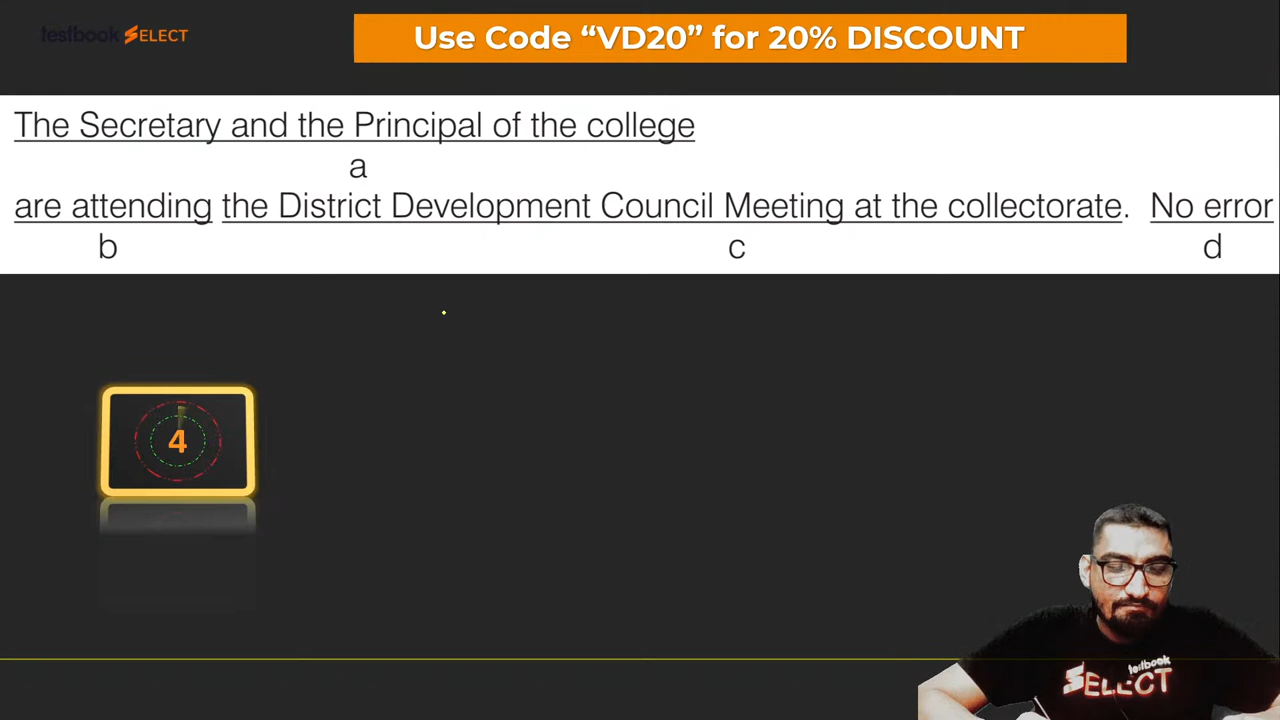 testbook SELECT
Use Code “VD20” for 20% DISCOUNT
The Secretary and the Principal of the college
a
are attending the District Development Council Meeting at the collectorate. No error
b c d
4
testbook
SELECT